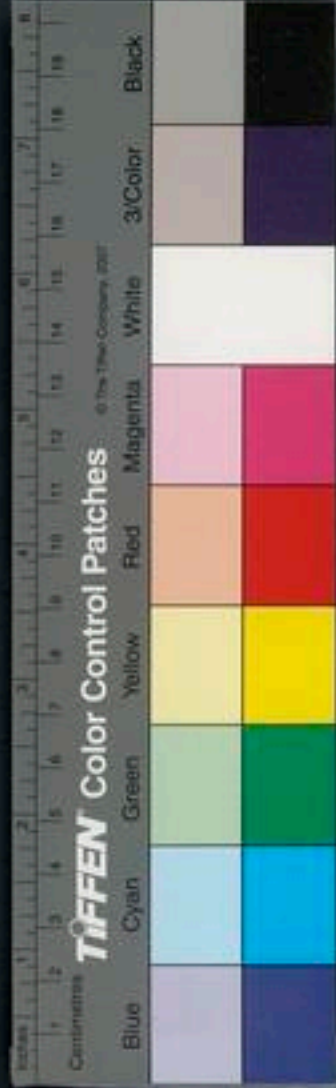 Inches
1 2 3 4 5 6 7 8
Centimetres
1 2 3 4 5 6 7 8 9 10 11 12 13 14 15 16 17 18 19
TIFFEN Color Control Patches
© The Tiffen Company, 2007
Blue Cyan Green Yellow Red Magenta White 3/Color Black